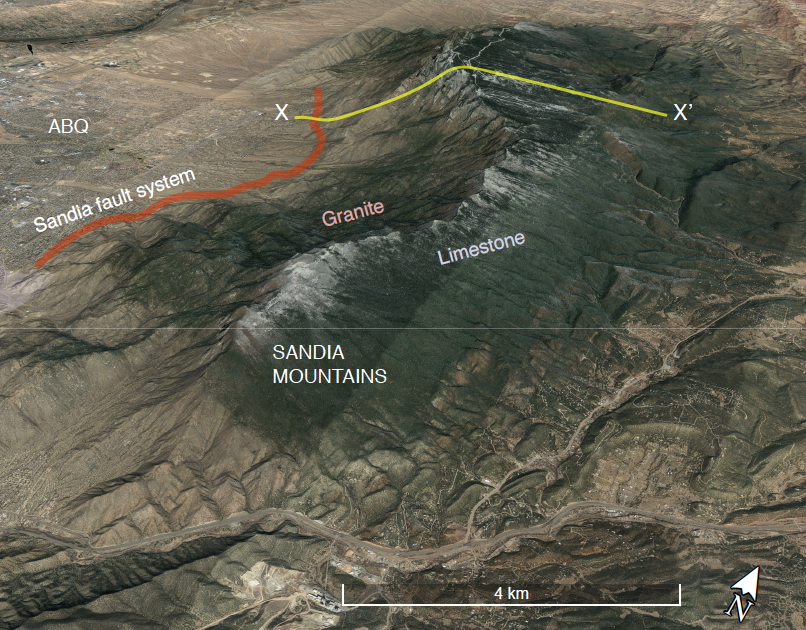 X
X’
ABQ
Sandia fault system
Granite
Limestone
SANDIA
MOUNTAINS
4 km
N